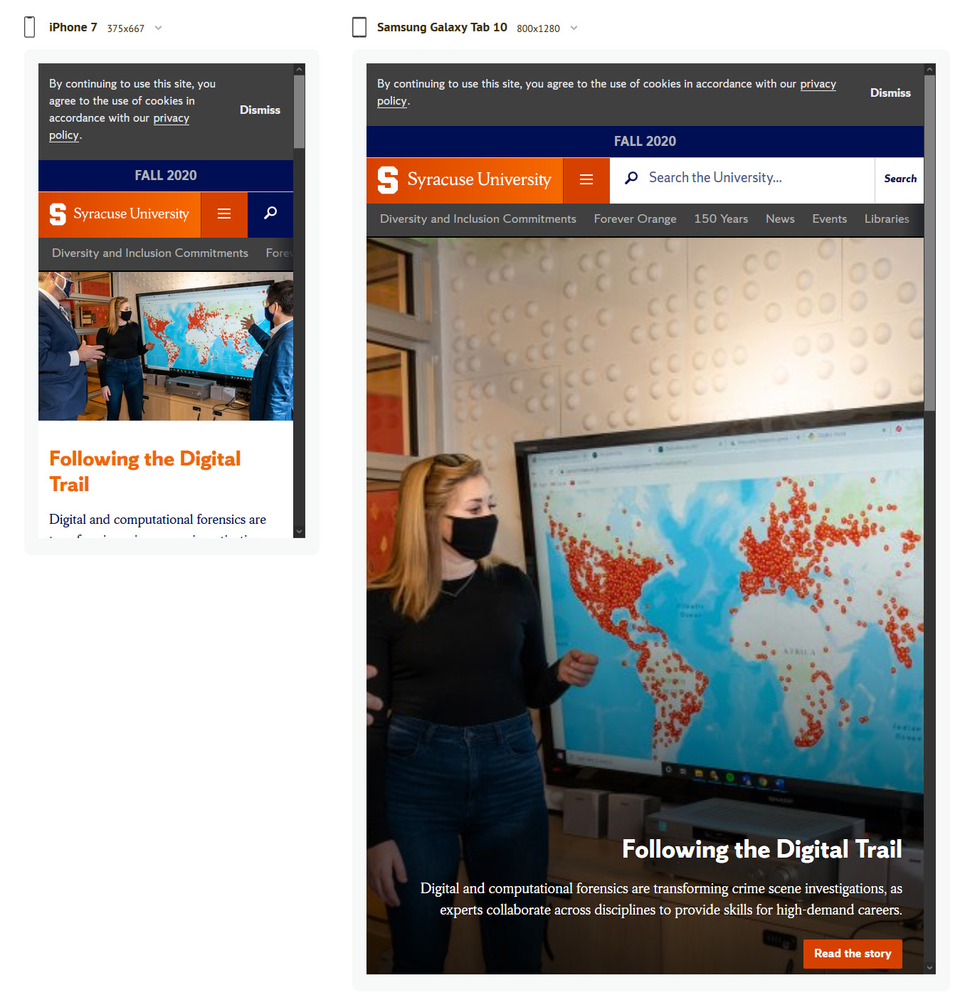 iPhone 7 375x667
By continuing to use this site, you
agree to the use of cookies in
accordance with our privacy
policy.
Dismiss
FALL 2020
Syracuse University
Diversity and Inclusion Commitments Forev
Following the Digital
Trail
Digital and computational forensics are
Samsung Galaxy Tab 10 800x1280
By continuing to use this site, you agree to the use of cookies in accordance with our privacy
policy.
Dismiss
FALL 2020
S Syracuse University
Search the University...
Search
Diversity and Inclusion Commitments Forever Orange 150 Years News Events Libraries
AFRICA
SHARP
Following the Digital Trail
Digital and computational forensics are transforming crime scene investigations, as
experts collaborate across disciplines to provide skills for high-demand careers.
Read the story